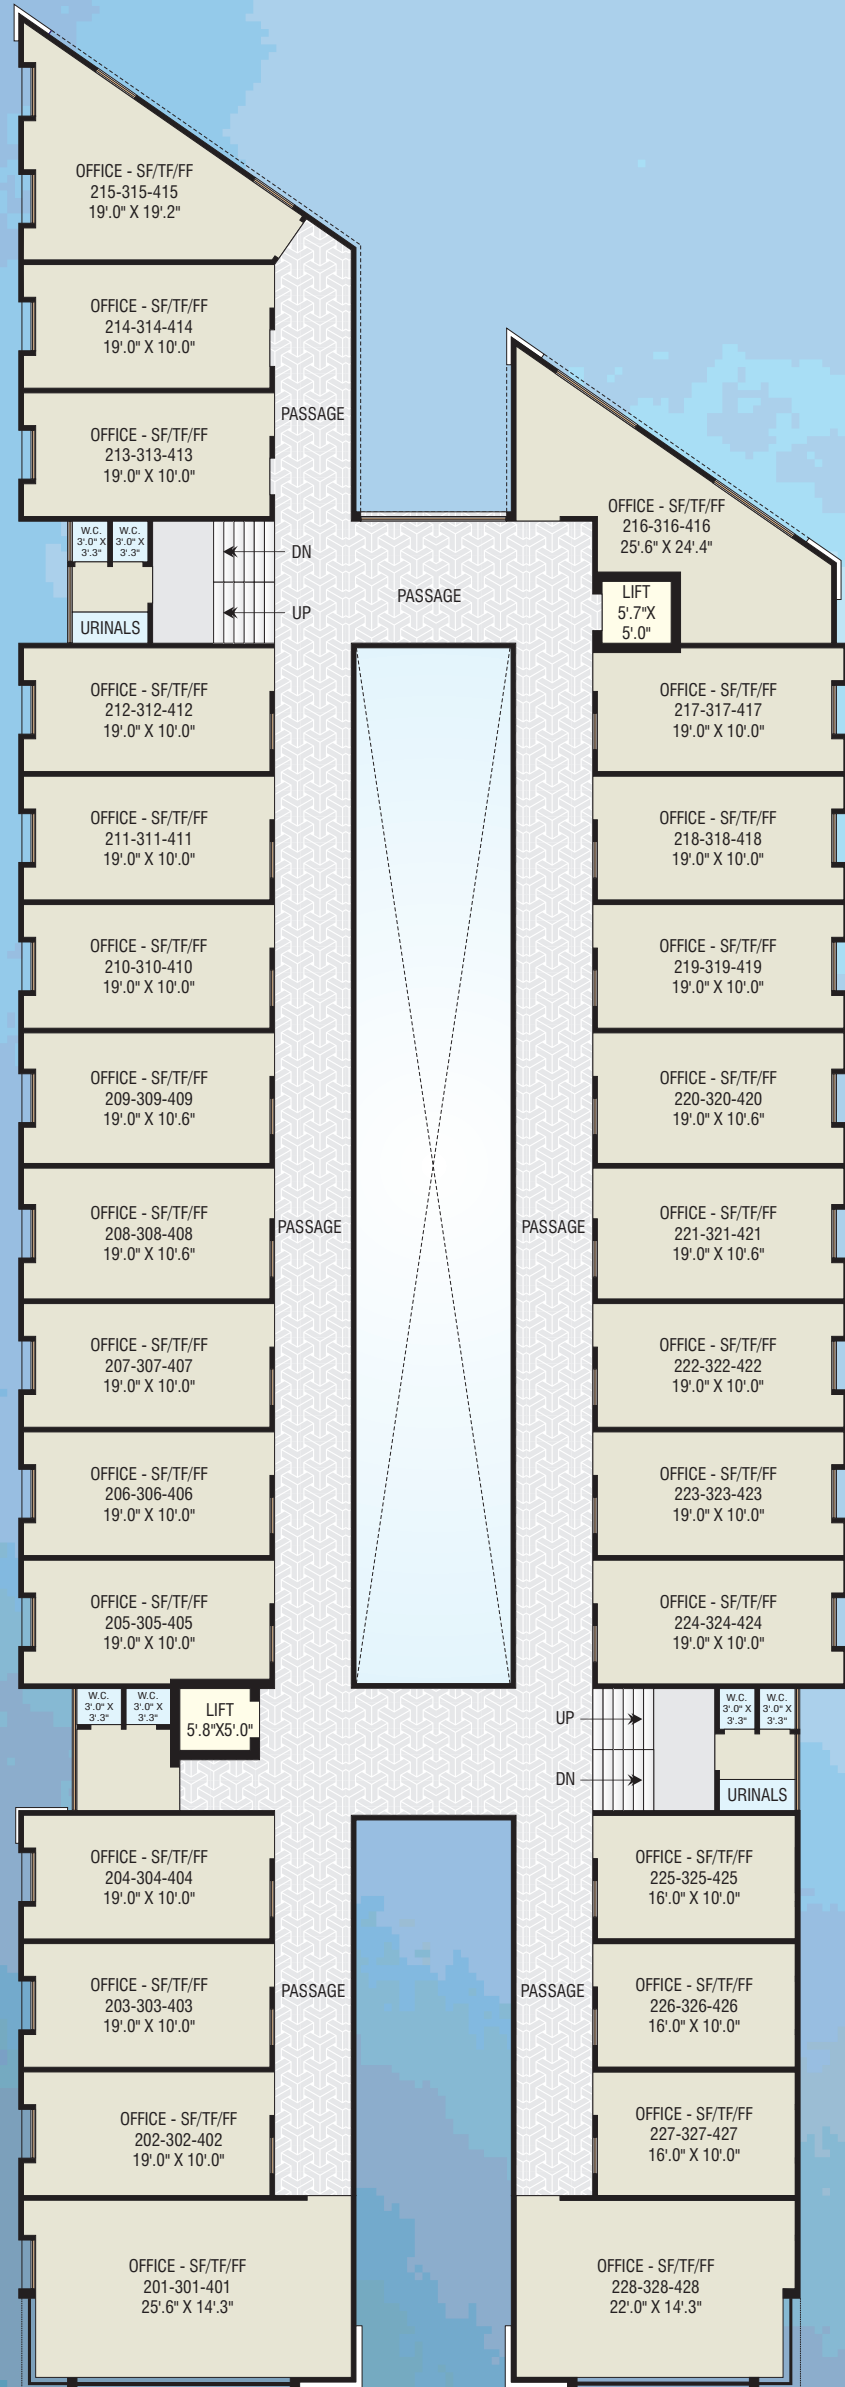 OFFICE - SF/TF/FF
215-315-415
19'.0" X 19'.2"
OFFICE - SF/TF/FF
214-314-414
19'.0" X 10'.0"
PASSAGE
OFFICE - SF/TF/FF
213-313-413
19'.0" X 10'.0"
OFFICE - SF/TF/FF
216-316-416
25'.6" X 24'.4"
W.C.
3'.0" X
3'.3"
W.C.
3'.0" X
3'.3"
DN
UP
URINALS
PASSAGE
LIFT
5'.7"X
5'.0"
OFFICE - SF/TF/FF
212-312-412
19'.0" X 10'.0"
OFFICE - SF/TF/FF
217-317-417
19'.0" X 10'.0"
OFFICE - SF/TF/FF
211-311-411
19'.0" X 10'.0"
OFFICE - SF/TF/FF
218-318-418
19'.0" X 10'.0"
OFFICE - SF/TF/FF
210-310-410
19'.0" X 10'.0"
OFFICE - SF/TF/FF
219-319-419
19'.0" X 10'.0"
OFFICE - SF/TF/FF
209-309-409
19'.0" X 10'.6"
OFFICE - SF/TF/FF
220-320-420
19'.0" X 10'.6"
OFFICE - SF/TF/FF
208-308-408
19'.0" X 10'.6"
PASSAGE
PASSAGE
OFFICE - SF/TF/FF
221-321-421
19'.0" X 10'.6"
OFFICE - SF/TF/FF
207-307-407
19'.0" X 10'.0"
OFFICE - SF/TF/FF
222-322-422
19'.0" X 10'.0"
OFFICE - SF/TF/FF
206-306-406
19'.0" X 10'.0"
OFFICE - SF/TF/FF
223-323-423
19'.0" X 10'.0"
OFFICE - SF/TF/FF
205-305-405
19'.0" X 10'.0"
OFFICE - SF/TF/FF
224-324-424
19'.0" X 10'.0"
W.C.
3'.0" X
3'.3"
W.C.
3'.0" X
3'.3"
LIFT
5'.8"X5'.0"
UP
DN
W.C.
3'.0" X
3'.3"
W.C.
3'.0" X
3'.3"
URINALS
OFFICE - SF/TF/FF
204-304-404
19'.0" X 10'.0"
OFFICE - SF/TF/FF
225-325-425
16'.0" X 10'.0"
OFFICE - SF/TF/FF
203-303-403
19'.0" X 10'.0"
PASSAGE
PASSAGE
OFFICE - SF/TF/FF
226-326-426
16'.0" X 10'.0"
OFFICE - SF/TF/FF
202-302-402
19'.0" X 10'.0"
OFFICE - SF/TF/FF
227-327-427
16'.0" X 10'.0"
OFFICE - SF/TF/FF
201-301-401
25'.6" X 14'.3"
OFFICE - SF/TF/FF
228-328-428
22'.0" X 14'.3"